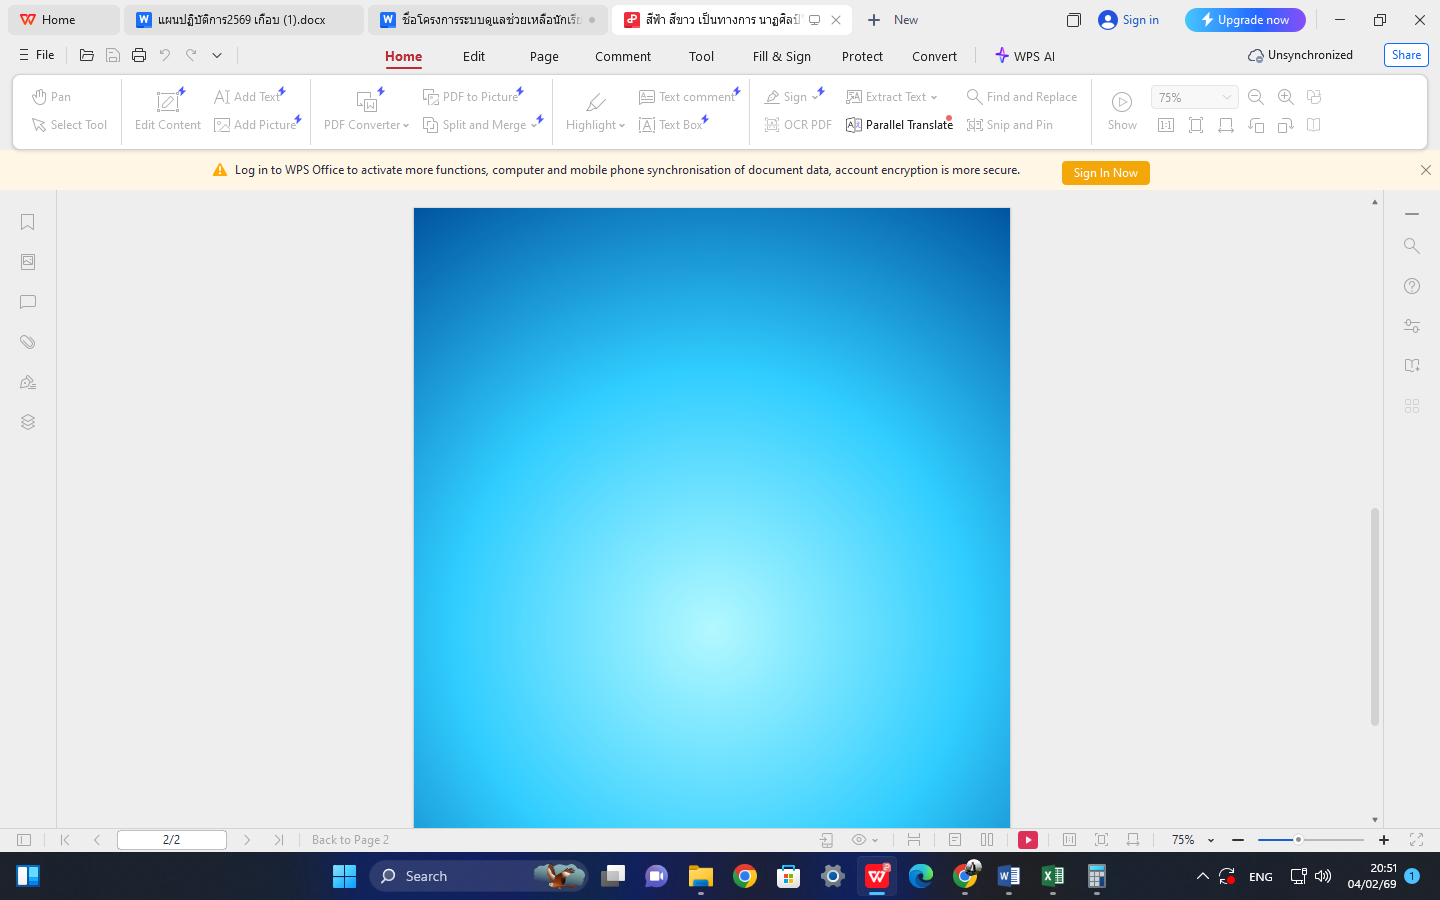 Home
แผนปฏิบัติการ2569 เกือบ (1).docx
ชื่อโครงการระบบดูแลช่วยเหลือนักเรีย
สีฟ้า สีขาว เป็นทางการ นาฏศิลป์
New
Sign in
Upgrade now
File
Home Edit Page Comment Tool Fill & Sign Protect Convert WPS AI
Unsynchronized
Share
Pan
Select Tool
Edit Content
Add Text
Add Picture
PDF Converter
PDF to Picture
Split and Merge
Highlight
Text comment
Text Box
Sign
OCR PDF
Extract Text
Parallel Translate
Find and Replace
Snip and Pin
Show
75%
1:1
Log in to WPS Office to activate more functions, computer and mobile phone synchronisation of document data, account encryption is more secure.
Sign In Now
2/2
Back to Page 2
75%
Search
ENG
20:51
04/02/69
1